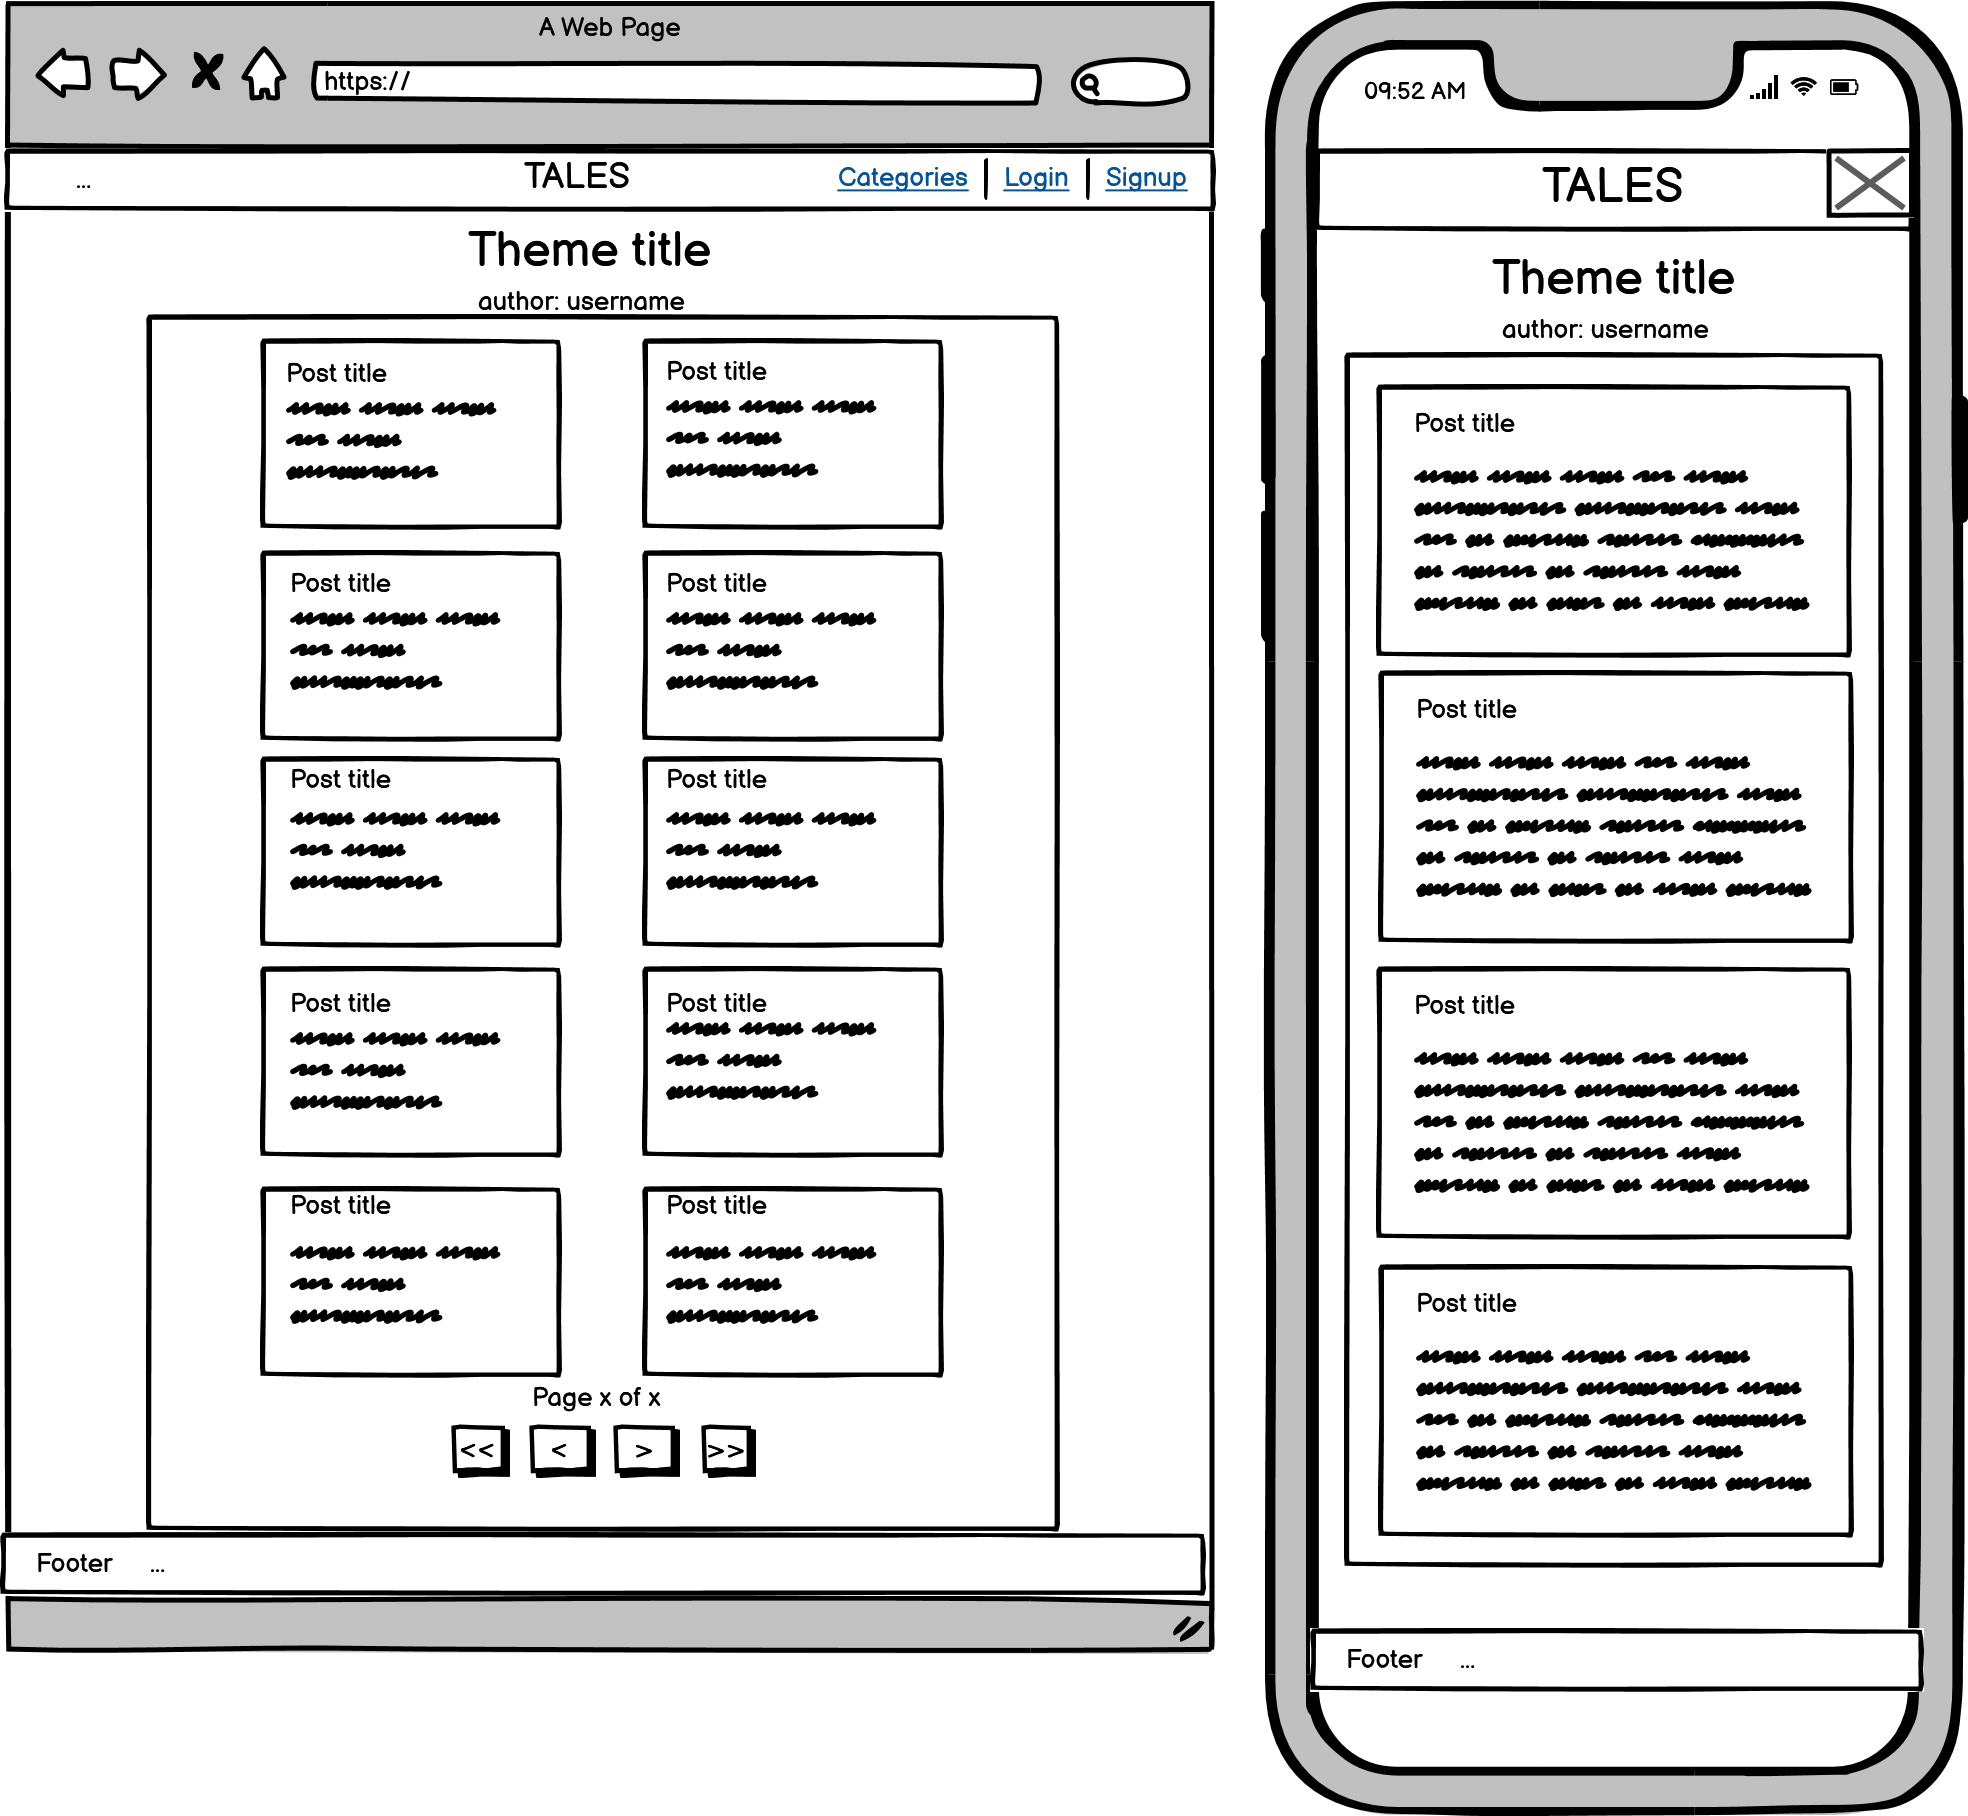 A Web Page
https://
... TALES Categories Login Signup
Theme title
author: username
Post title Post title
Post title Post title
Post title Post title
Post title Post title
Post title Post title
Page x of x
<< < > >>
Footer ...
09:52 AM
TALES
Theme title
author: username
Post title
Post title
Post title
Post title
Footer ...